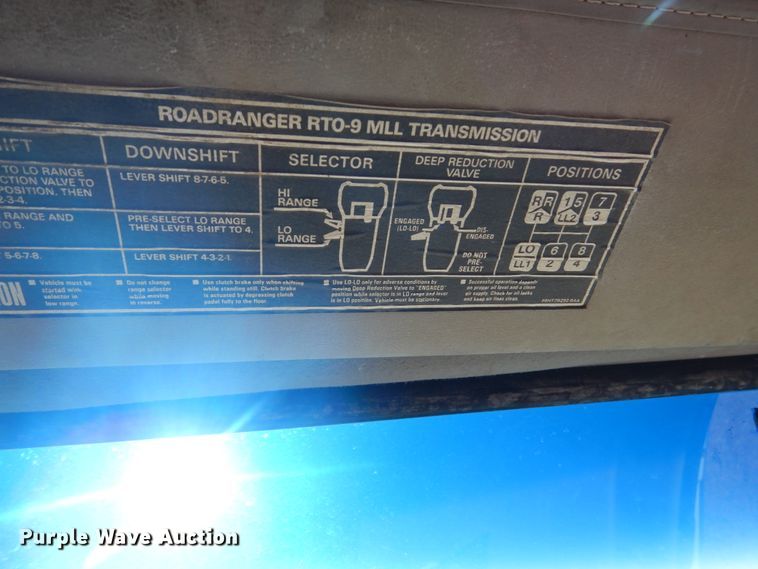 ROADRANGER RTO-9 MLL TRANSMISSION
DOWNSHIFT
SELECTOR
DEEP REDUCTION
VALVE
POSITIONS
TO LO RANGE
VALVE TO
POSITION. THEN
2-3-4.
LEVER SHIFT 8-7-6-5.
RANGE AND
TO 5.
PRE-SELECT LO RANGE
THEN LEVER SHIFT TO 4.
5-6-7-8.
LEVER SHIFT 4-3-2-1.
HI
RANGE
LO
RANGE
ENGAGED
(LO-LO)
DIS-
ENGAGED
DO NOT
PRE-
SELECT
RR R
1 5 LL2
7 3
LO LL1
6 2
8 4
■ Vehicle must be
started with
selector in
low range.
■ Do not change
range selector
while moving
in reverse.
■ Use clutch brake only when shifting
while standing still. Clutch brake
is actuated by depressing clutch
pedal fully to the floor.
■ Use LO-LO only for adverse conditions by
moving Deep Reduction Valve to "ENGAGED"
position while selector is in LO range and lever
is in LO position. Vehicle must be stationary.
■ Successful operation depends
on proper oil level and a clean
air supply. Check for oil leaks
and keep air lines clean.
Purple Wave Auction